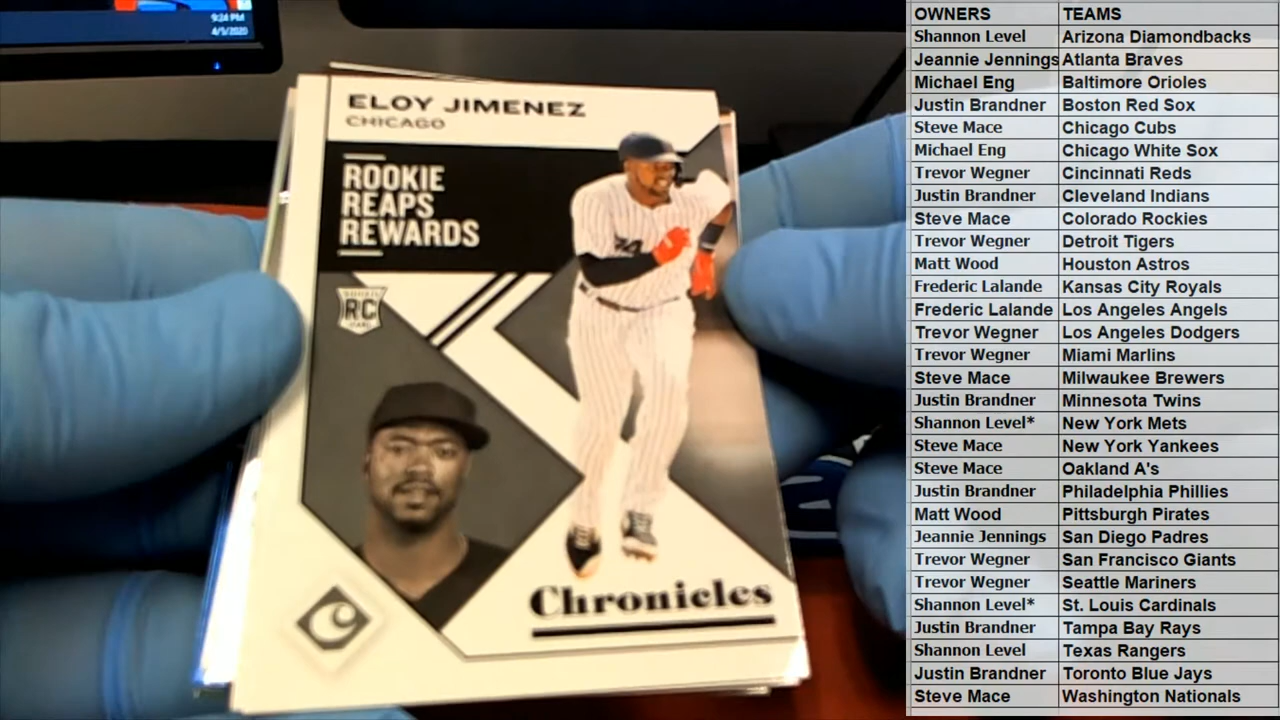 9:24 PM
4/5/2020
ELOY JIMENEZ
CHICAGO
ROOKIE
REAPS
REWARDS
ROOKIE
RC
CARD
Chronicles
OWNERS TEAMS
Shannon Level Arizona Diamondbacks
Jeannie Jennings Atlanta Braves
Michael Eng Baltimore Orioles
Justin Brandner Boston Red Sox
Steve Mace Chicago Cubs
Michael Eng Chicago White Sox
Trevor Wegner Cincinnati Reds
Justin Brandner Cleveland Indians
Steve Mace Colorado Rockies
Trevor Wegner Detroit Tigers
Matt Wood Houston Astros
Frederic Lalande Kansas City Royals
Frederic Lalande Los Angeles Angels
Trevor Wegner Los Angeles Dodgers
Trevor Wegner Miami Marlins
Steve Mace Milwaukee Brewers
Justin Brandner Minnesota Twins
Shannon Level* New York Mets
Steve Mace New York Yankees
Steve Mace Oakland A's
Justin Brandner Philadelphia Phillies
Matt Wood Pittsburgh Pirates
Jeannie Jennings San Diego Padres
Trevor Wegner San Francisco Giants
Trevor Wegner Seattle Mariners
Shannon Level* St. Louis Cardinals
Justin Brandner Tampa Bay Rays
Shannon Level Texas Rangers
Justin Brandner Toronto Blue Jays
Steve Mace Washington Nationals